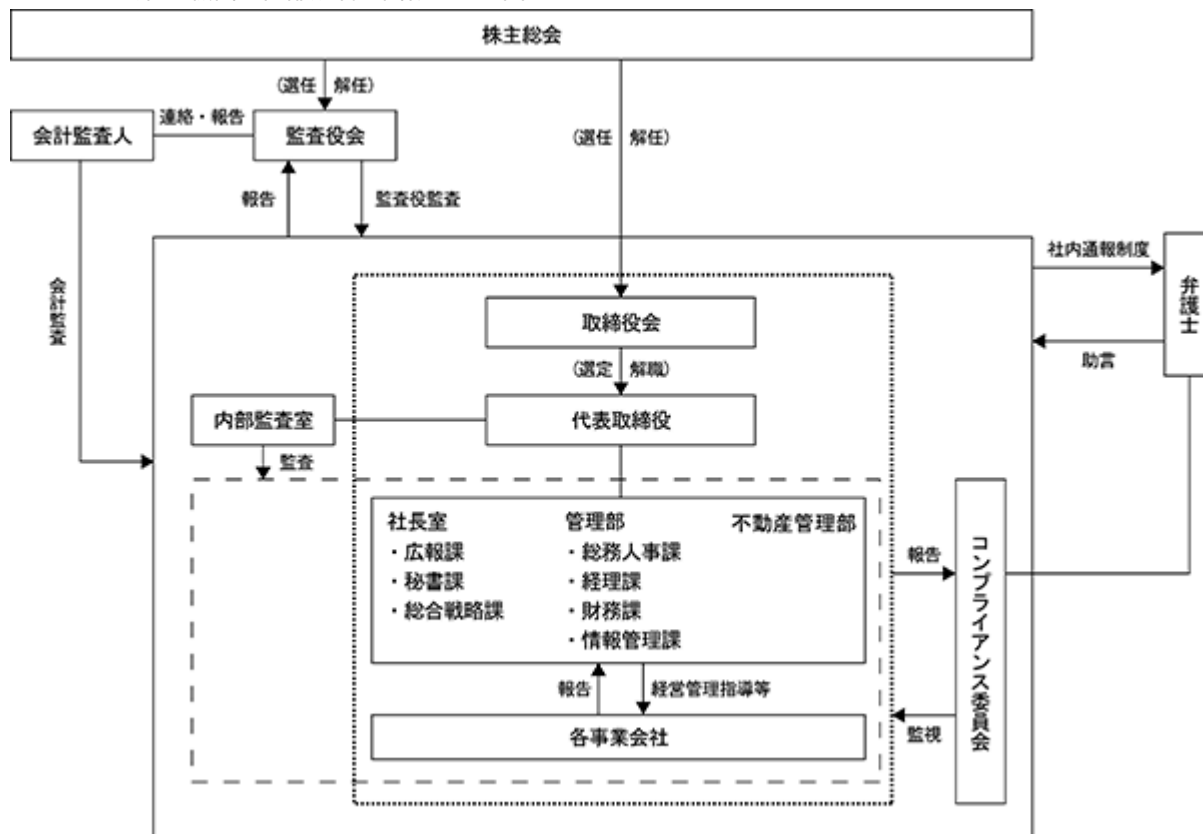 株主総会
(選任 解任)
会計監査人
連絡・報告
監査役会
(選任 解任)
報告
監査役監査
社内通報制度
弁護士
会計監査
取締役会
助言
(選定 解職)
内部監査室
代表取締役
監査
社長室
・広報課
・秘書課
・総合戦略課
管理部
・総務人事課
・経理課
・財務課
・情報管理課
不動産管理部
報告
コンプライアンス委員会
報告
経営管理指導等
監視
各事業会社